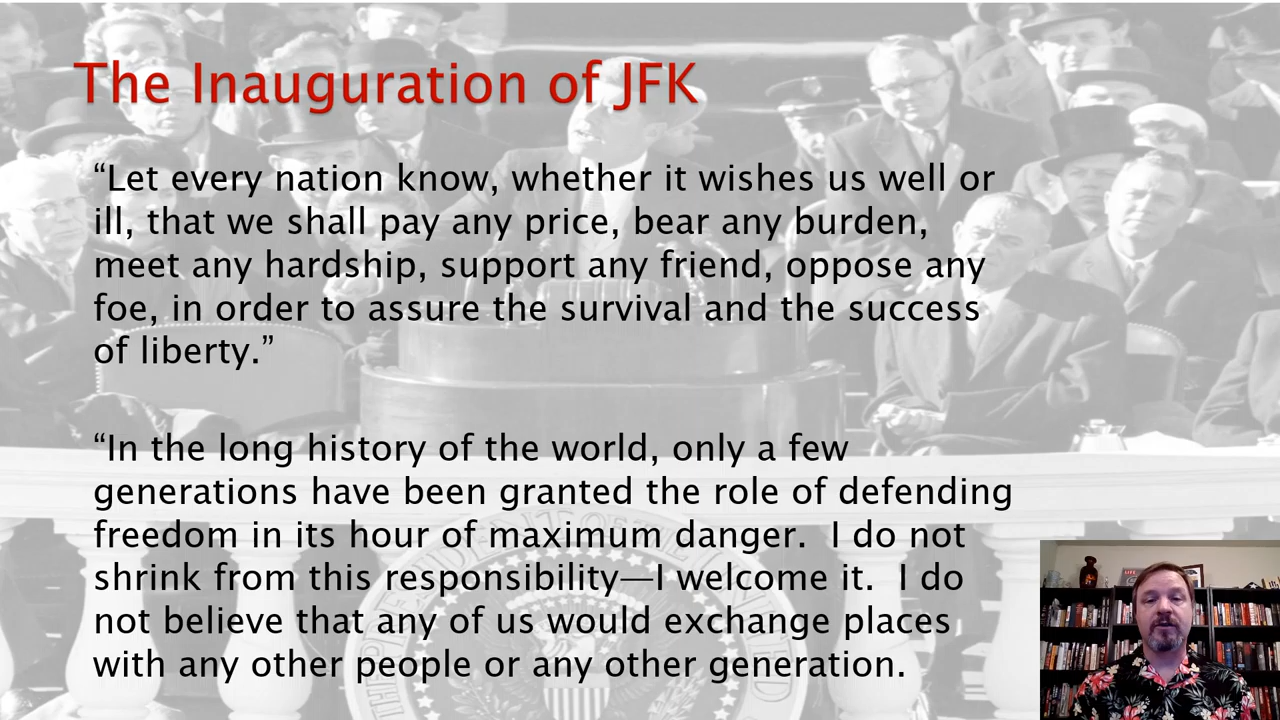 The Inauguration of JFK
“Let every nation know, whether it wishes us well or
ill, that we shall pay any price, bear any burden,
meet any hardship, support any friend, oppose any
foe, in order to assure the survival and the success
of liberty.”
“In the long history of the world, only a few
generations have been granted the role of defending
freedom in its hour of maximum danger.  I do not
shrink from this responsibility—I welcome it.  I do
not believe that any of us would exchange places
with any other people or any other generation.